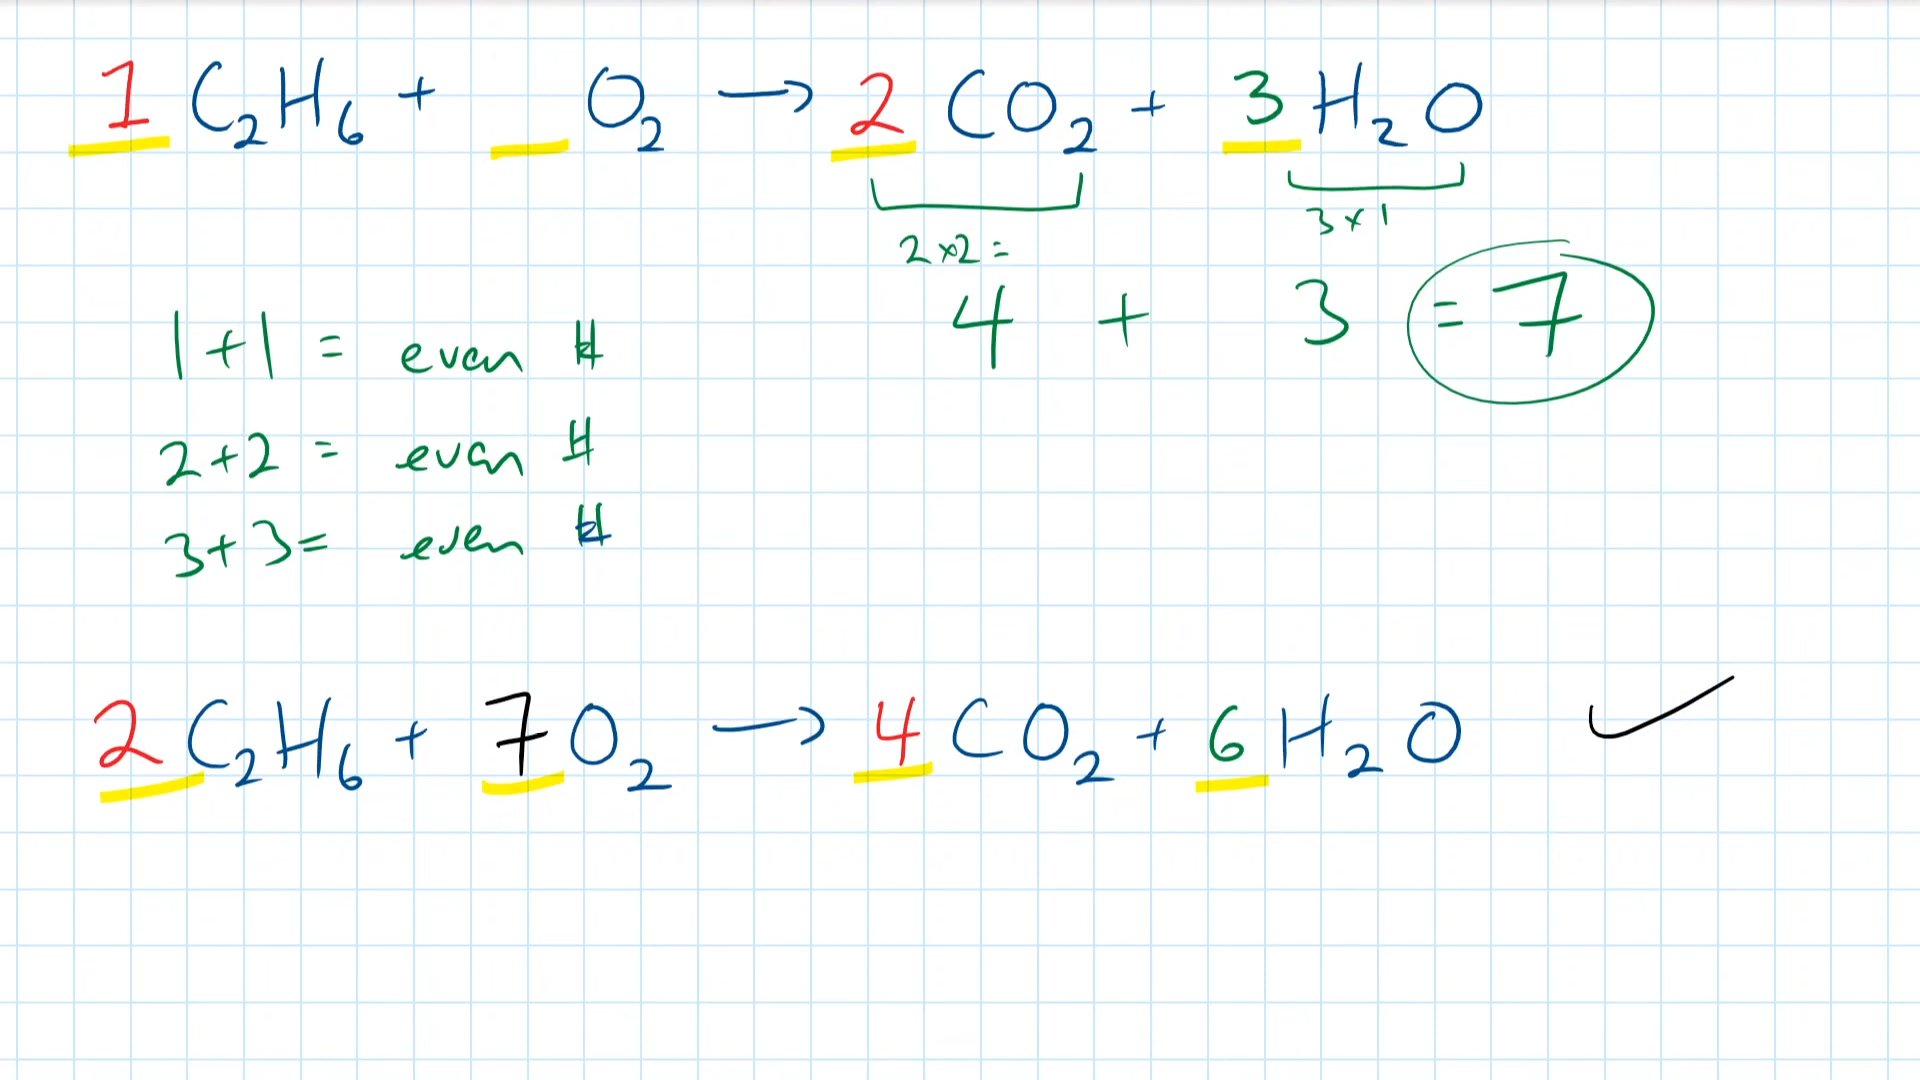 1 C₂H₆ + _ O₂ → 2 CO₂ + 3 H₂O
2×2= 3×1
4 + 3 = 7
1+1 = even #
2+2 = even #
3+3= even #
2 C₂H₆ + 7 O₂ → 4 CO₂ + 6 H₂O ✓